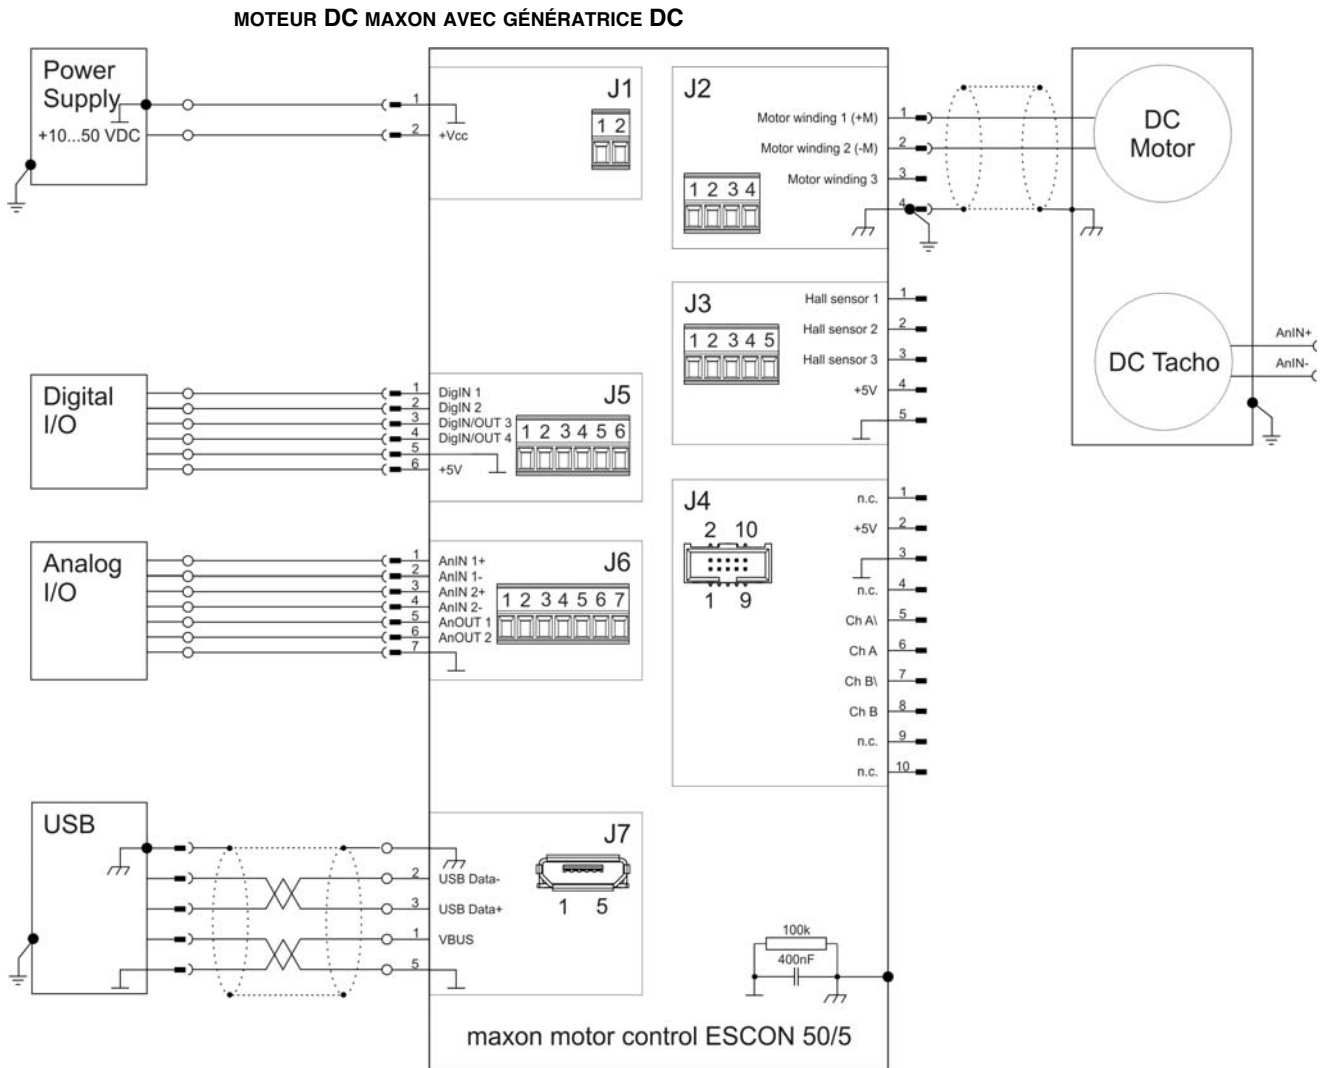 MOTEUR DC MAXON AVEC GÉNÉRATRICE DC
Power
Supply
+10...50 VDC
1
2
+Vcc
J1
1 2
J2
Motor winding 1 (+M)
1
Motor winding 2 (-M)
2
Motor winding 3
3
4
1 2 3 4
DC
Motor
J3
Hall sensor 1
1
Hall sensor 2
2
Hall sensor 3
3
+5V
4
5
1 2 3 4 5
DC Tacho
AnIN+
AnIN-
Digital
I/O
1
DigIN 1
2
DigIN 2
3
DigIN/OUT 3
4
DigIN/OUT 4
5
6
+5V
J5
1 2 3 4 5 6
J4
2 10
1 9
n.c.
1
+5V
2
3
n.c.
4
Ch A\
5
Ch A
6
Ch B\
7
Ch B
8
n.c.
9
n.c.
10
Analog
I/O
1
AnIN 1+
2
AnIN 1-
3
AnIN 2+
4
AnIN 2-
5
AnOUT 1
6
AnOUT 2
7
J6
1 2 3 4 5 6 7
USB
2
USB Data-
3
USB Data+
1
VBUS
5
J7
1 5
100k
400nF
maxon motor control ESCON 50/5